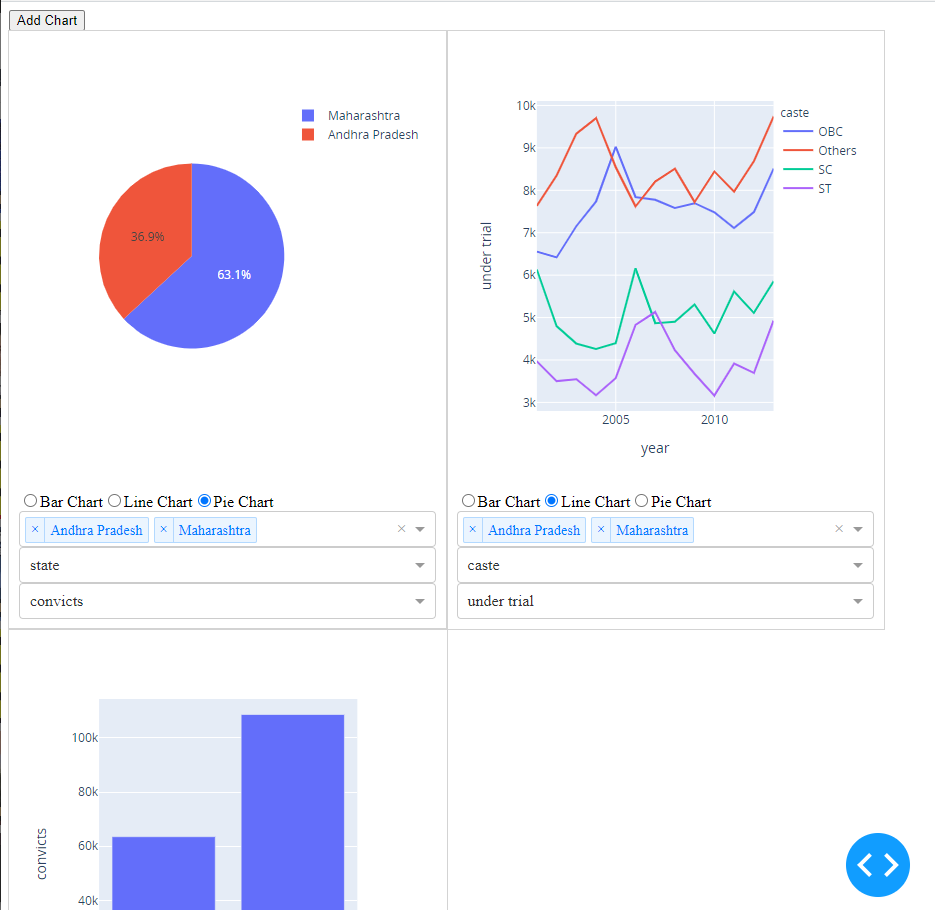 Add Chart
Maharashtra
Andhra Pradesh
36.9%
63.1%
Bar Chart Line Chart Pie Chart
× Andhra Pradesh × Maharashtra ×
state
convicts
10k
9k
8k
7k
6k
5k
4k
3k
under trial
2005 2010
year
caste
OBC
Others
SC
ST
Bar Chart Line Chart Pie Chart
× Andhra Pradesh × Maharashtra ×
caste
under trial
100k
80k
60k
40k
convicts